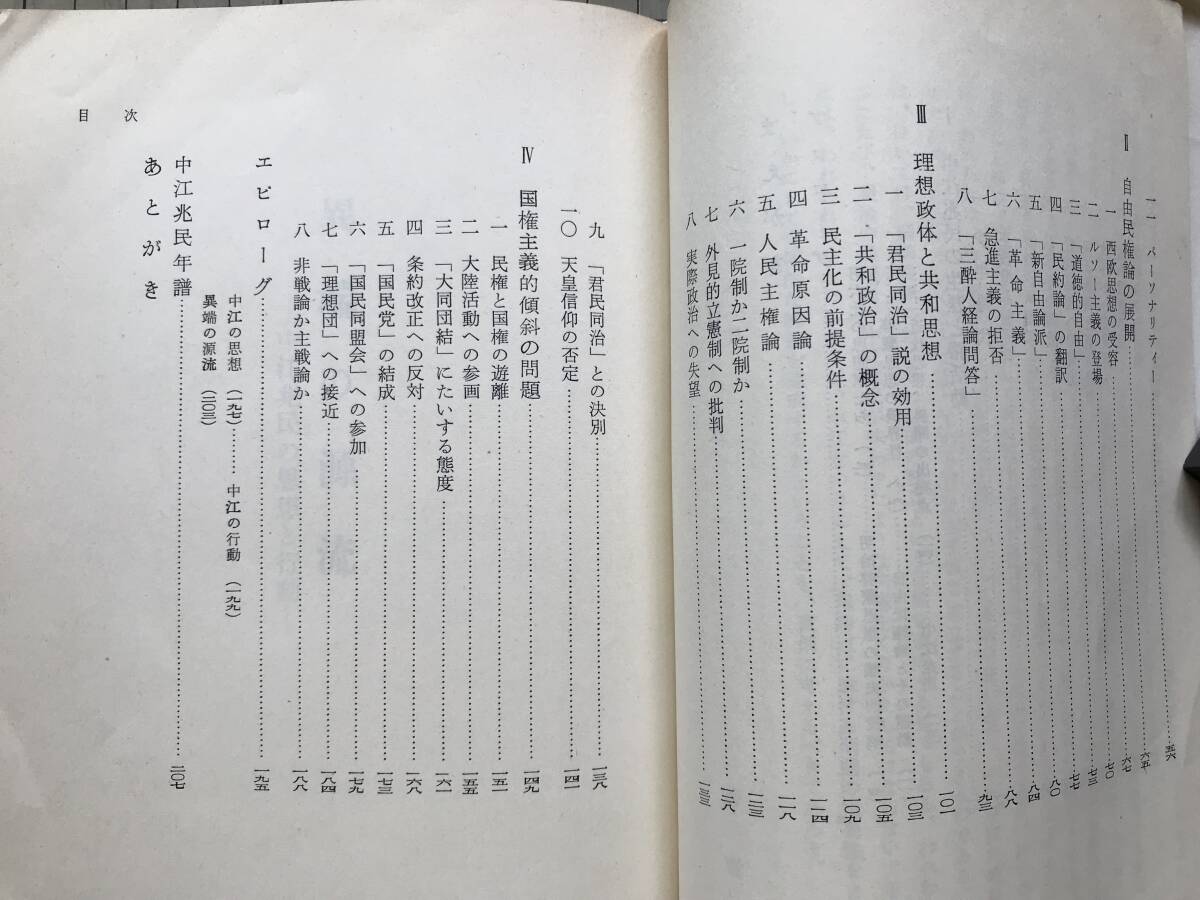 一一 パーソナリティー……五六
Ⅱ 自由民権論の展開……六五
一 西欧思想の受容……六七
二 ルソー主義の登場……七〇
三 「道徳的自由」……七三
四 「民約論」の翻訳……七七
五 「新自由論派」……八〇
六 「革命主義」……八四
七 急進主義の拒否……八八
八 「三酔人経論問答」……九三
Ⅲ 理想政体と共和思想……一〇一
一 「君民同治」説の効用……一〇三
二 「共和政治」の概念……一〇五
三 民主化の前提条件……一〇九
四 革命原因論……一一四
五 人民主権論……一一八
六 一院制か二院制か……一二三
七 外見的立憲制への批判……一二八
八 実際政治への失望……一三三
九 「君民同治」との決別……一三八
一〇 天皇信仰の否定……一四一
Ⅳ 国権主義的傾斜の問題……一四九
一 民権と国権の遊離……一五一
二 大陸活動への参画……一五五
三 「大同団結」にたいする態度……一六一
四 条約改正への反対……一六八
五 「国民党」の結成……一七三
六 「国民同盟会」への参加……一七九
七 「理想団」への接近……一八四
八 非戦論か主戦論か……一八八
エピローグ……一九五
中江の思想 (一九七)…… 中江の行動 (一九九)
異端の源流 (二〇三)
中江兆民年譜……二〇七
あとがき
目次